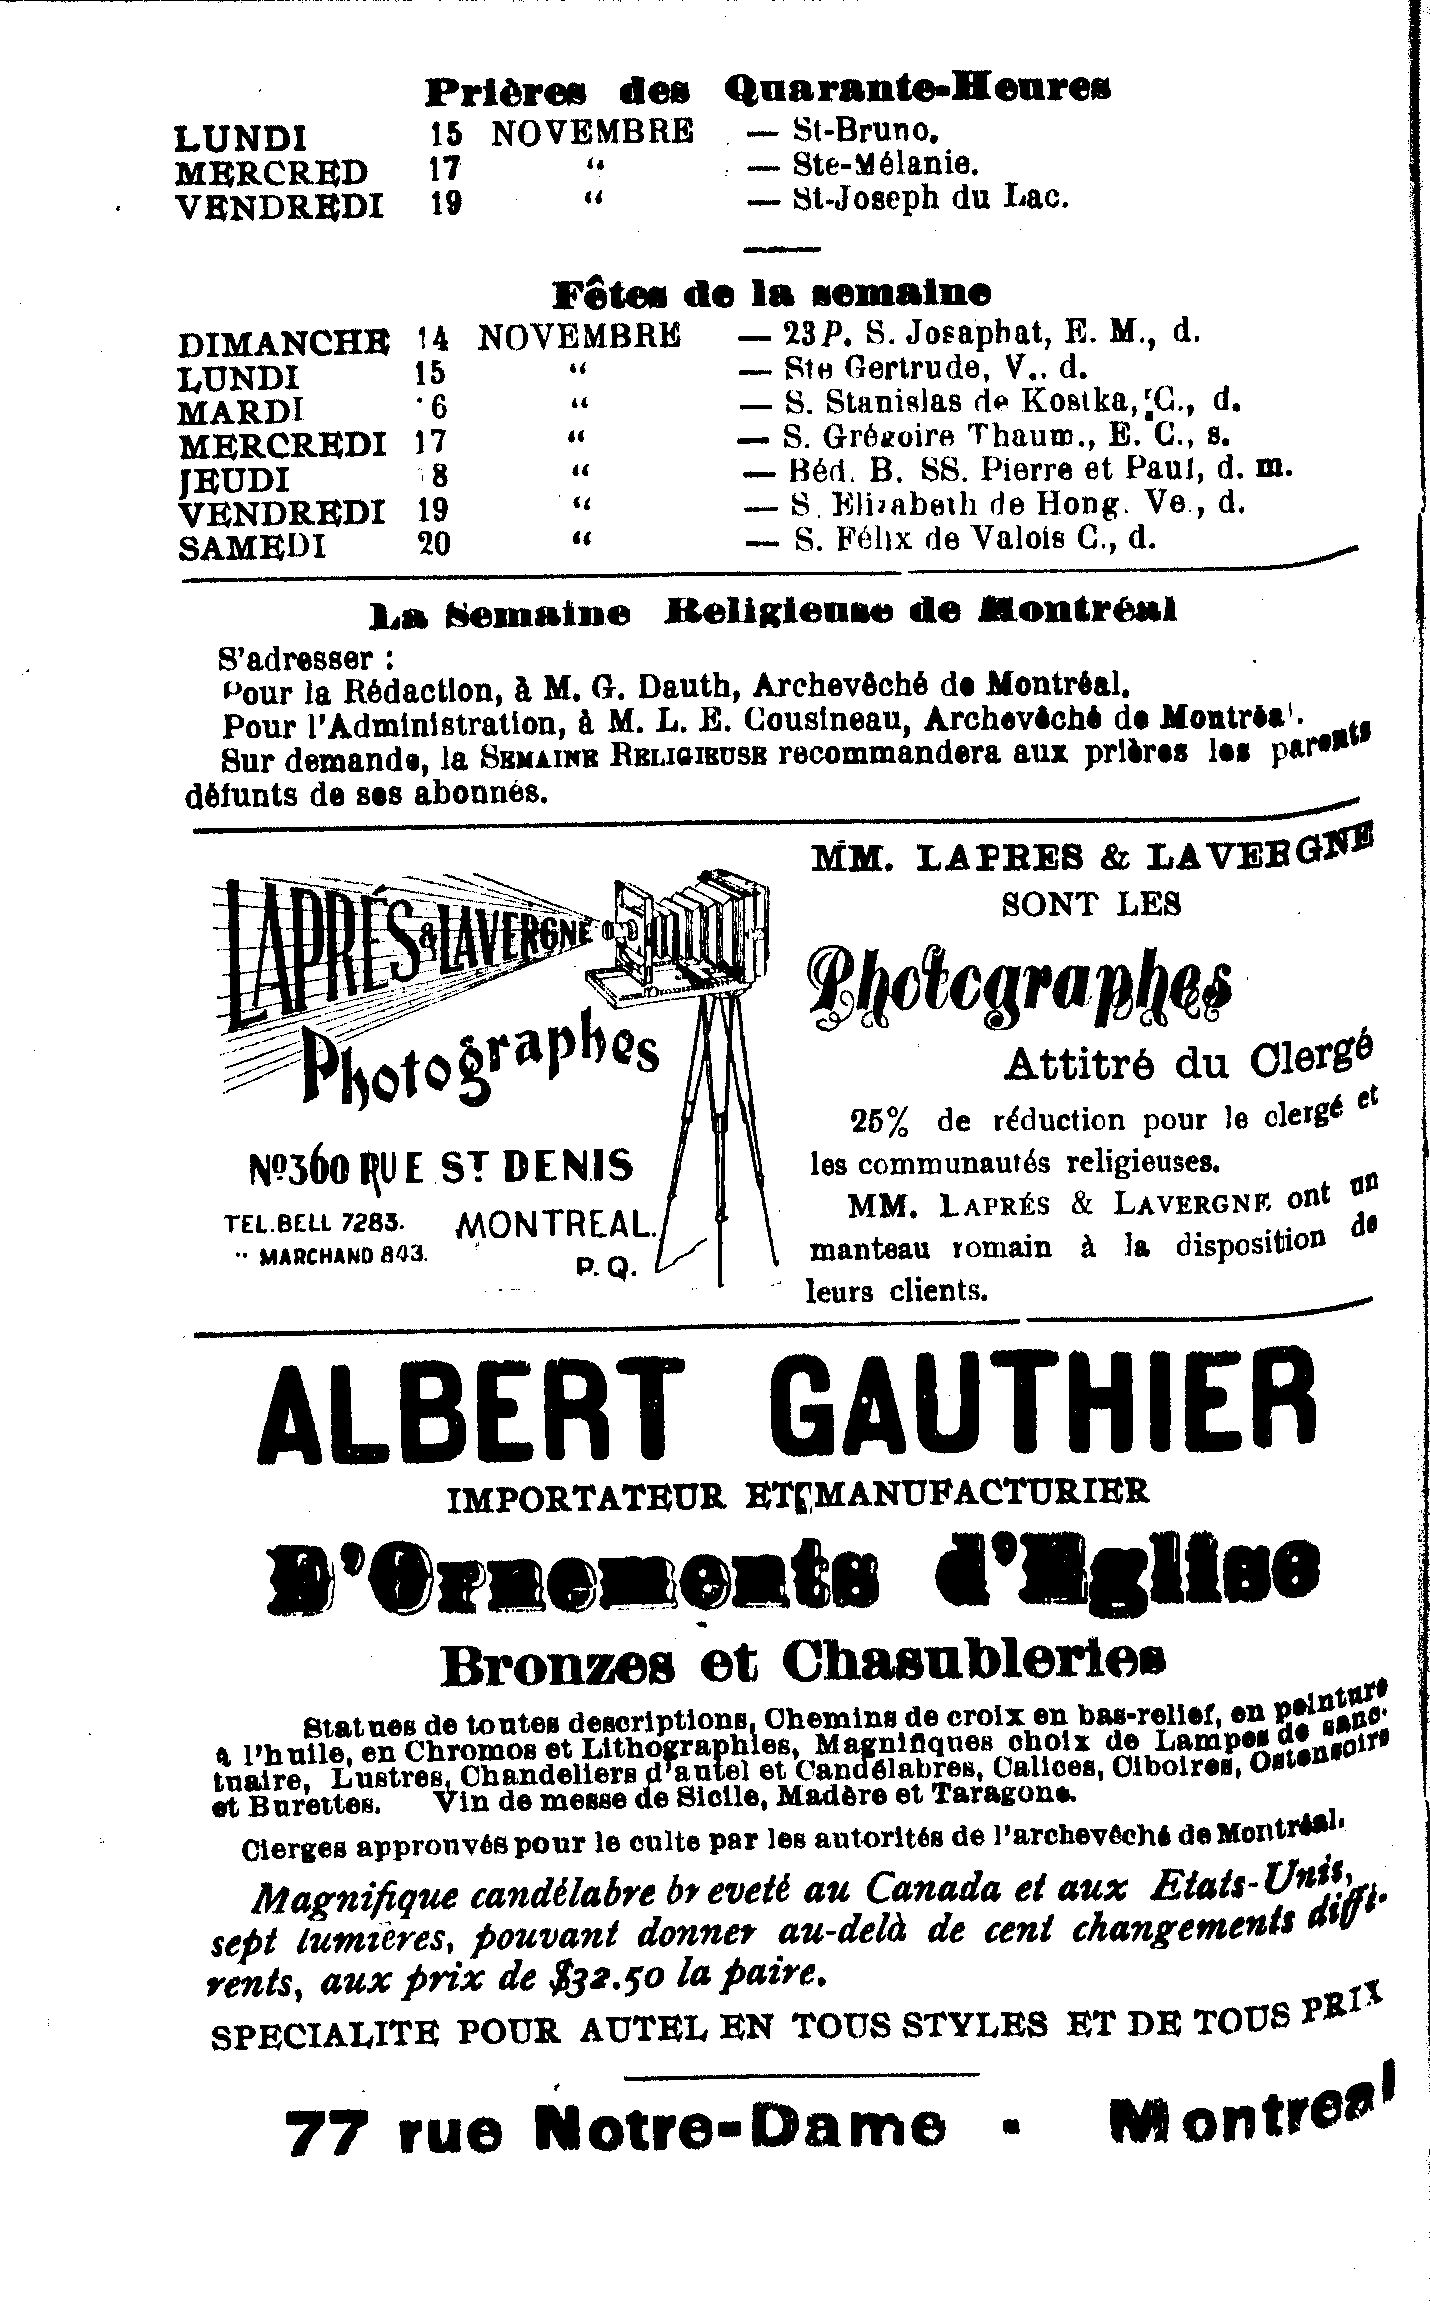 Prières des Quarante-Heures
LUNDI 15 NOVEMBRE — St-Bruno.
MERCRED 17 “ — Ste-Mélanie.
VENDREDI 19 “ — St-Joseph du Lac.
Fêtes de la semaine
DIMANCHE 14 NOVEMBRE — 23 P. S. Josaphat, E. M., d.
LUNDI 15 “ — Ste Gertrude, V.. d.
MARDI 6 “ — S. Stanislas de Kostka, C., d.
MERCREDI 17 “ — S. Grégoire Thaum., E. C., s.
JEUDI 8 “ — Béd. B. SS. Pierre et Paul, d. m.
VENDREDI 19 “ — S. Elizabeth de Hong. Ve., d.
SAMEDI 20 “ — S. Félix de Valois C., d.
La Semaine Religieuse de Montréal
S'adresser :
Pour la Rédaction, à M. G. Dauth, Archevêché de Montréal.
Pour l'Administration, à M. L. E. Cousineau, Archevêché de Montréal.
Sur demande, la SEMAINE RELIGIEUSE recommandera aux prières les parents
défunts de ses abonnés.
LAPRÉS & LAVERGNE
Photographes
No 360 RUE ST DENIS
TEL. BELL 7283. MONTREAL.
" MARCHAND 843. P. Q.
MM. LAPRES & LAVERGNE
SONT LES
Photographes
Attitré du Clergé
25% de réduction pour le clergé et
les communautés religieuses.
MM. LAPRÉS & LAVERGNE ont un
manteau romain à la disposition de
leurs clients.
ALBERT GAUTHIER
IMPORTATEUR ET MANUFACTURIER
D'Ornements d'Eglise
Bronzes et Chasubleries
Statues de toutes descriptions, Chemins de croix en bas-relief, en peinture
à l'huile, en Chromos et Lithographies, Magnifiques choix de Lampes de sanc-
tuaire, Lustres, Chandeliers d'autel et Candélabres, Calices, Ciboires, Ostensoirs
et Burettes. Vin de messe de Sicile, Madère et Taragone.
Cierges appronvés pour le culte par les autorités de l'archevêché de Montréal.
Magnifique candélabre breveté au Canada et aux Etats-Unis,
sept lumières, pouvant donner au-delà de cent changements diffé-
rents, aux prix de $32.50 la paire.
SPECIALITE POUR AUTEL EN TOUS STYLES ET DE TOUS PRIX
77 rue Notre-Dame - Montreal